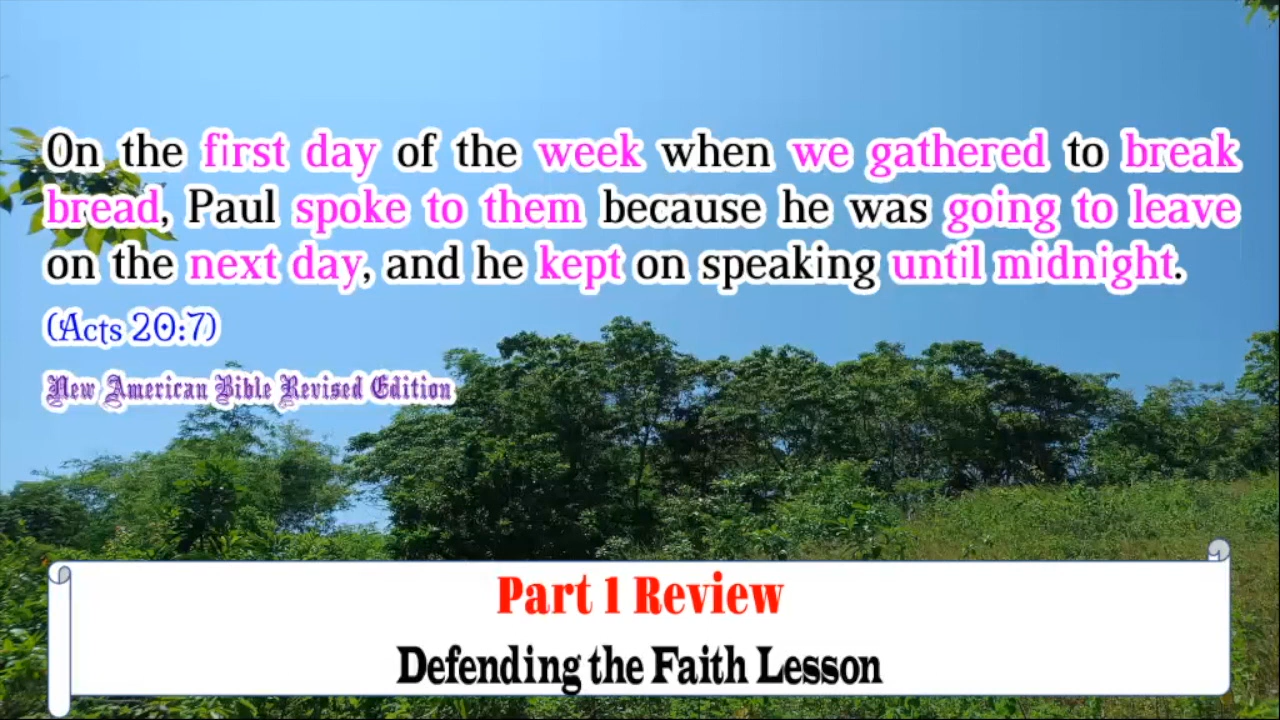 On the first day of the week when we gathered to break
bread, Paul spoke to them because he was going to leave
on the next day, and he kept on speaking until midnight.
(Acts 20:7)
New American Bible Revised Edition
Part 1 Review
Defending the Faith Lesson